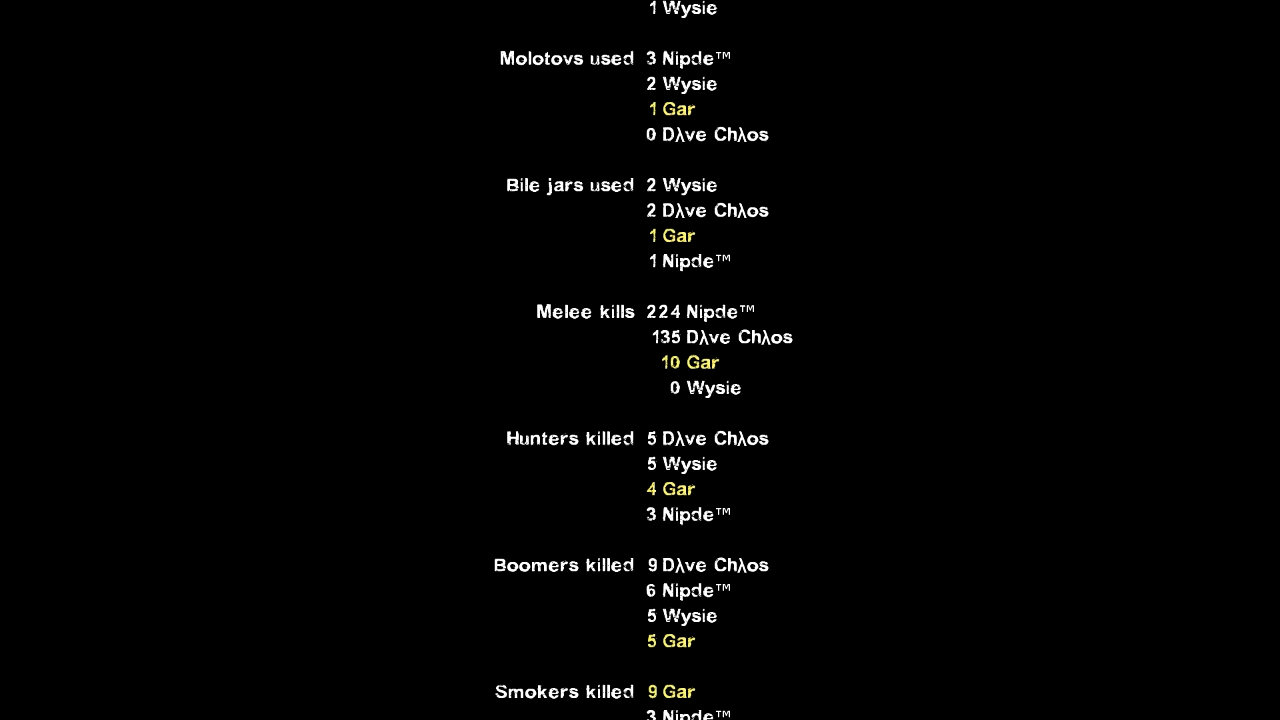 1 Wysie
Molotovs used 3 Nipde™
2 Wysie
1 Gar
0 Dλve Chλos
Bile jars used 2 Wysie
2 Dλve Chλos
1 Gar
1 Nipde™
Melee kills 224 Nipde™
135 Dλve Chλos
10 Gar
0 Wysie
Hunters killed 5 Dλve Chλos
5 Wysie
4 Gar
3 Nipde™
Boomers killed 9 Dλve Chλos
6 Nipde™
5 Wysie
5 Gar
Smokers killed 9 Gar
3 Nipde™